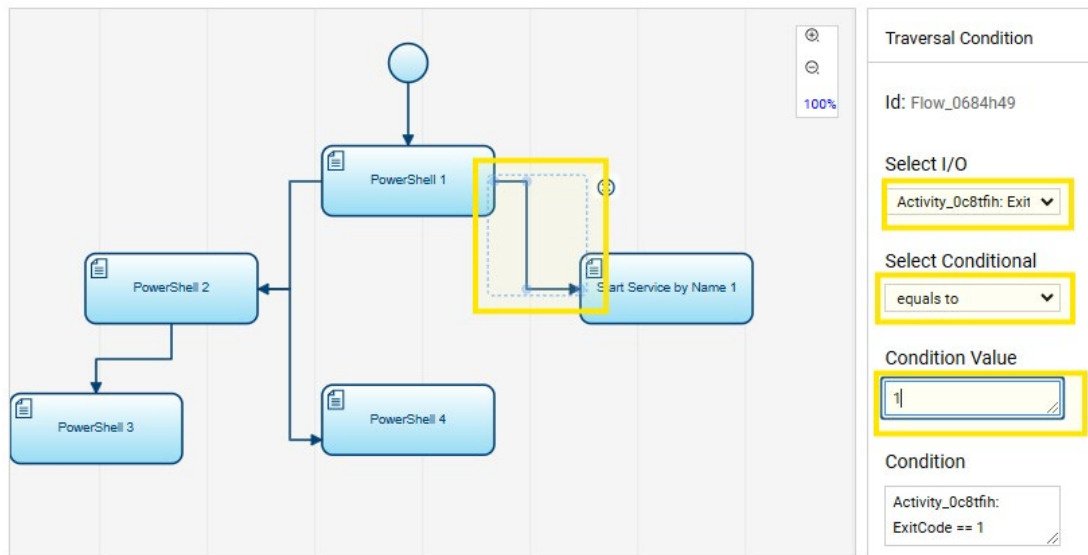 Traversal Condition
100%
Id: Flow_0684h49
PowerShell 1
Select I/O
Activity_0c8tfih: Exit
Select Conditional
PowerShell 2
Start Service by Name 1
equals to
Condition Value
1
PowerShell 3
PowerShell 4
Condition
Activity_0c8tfih:
ExitCode == 1